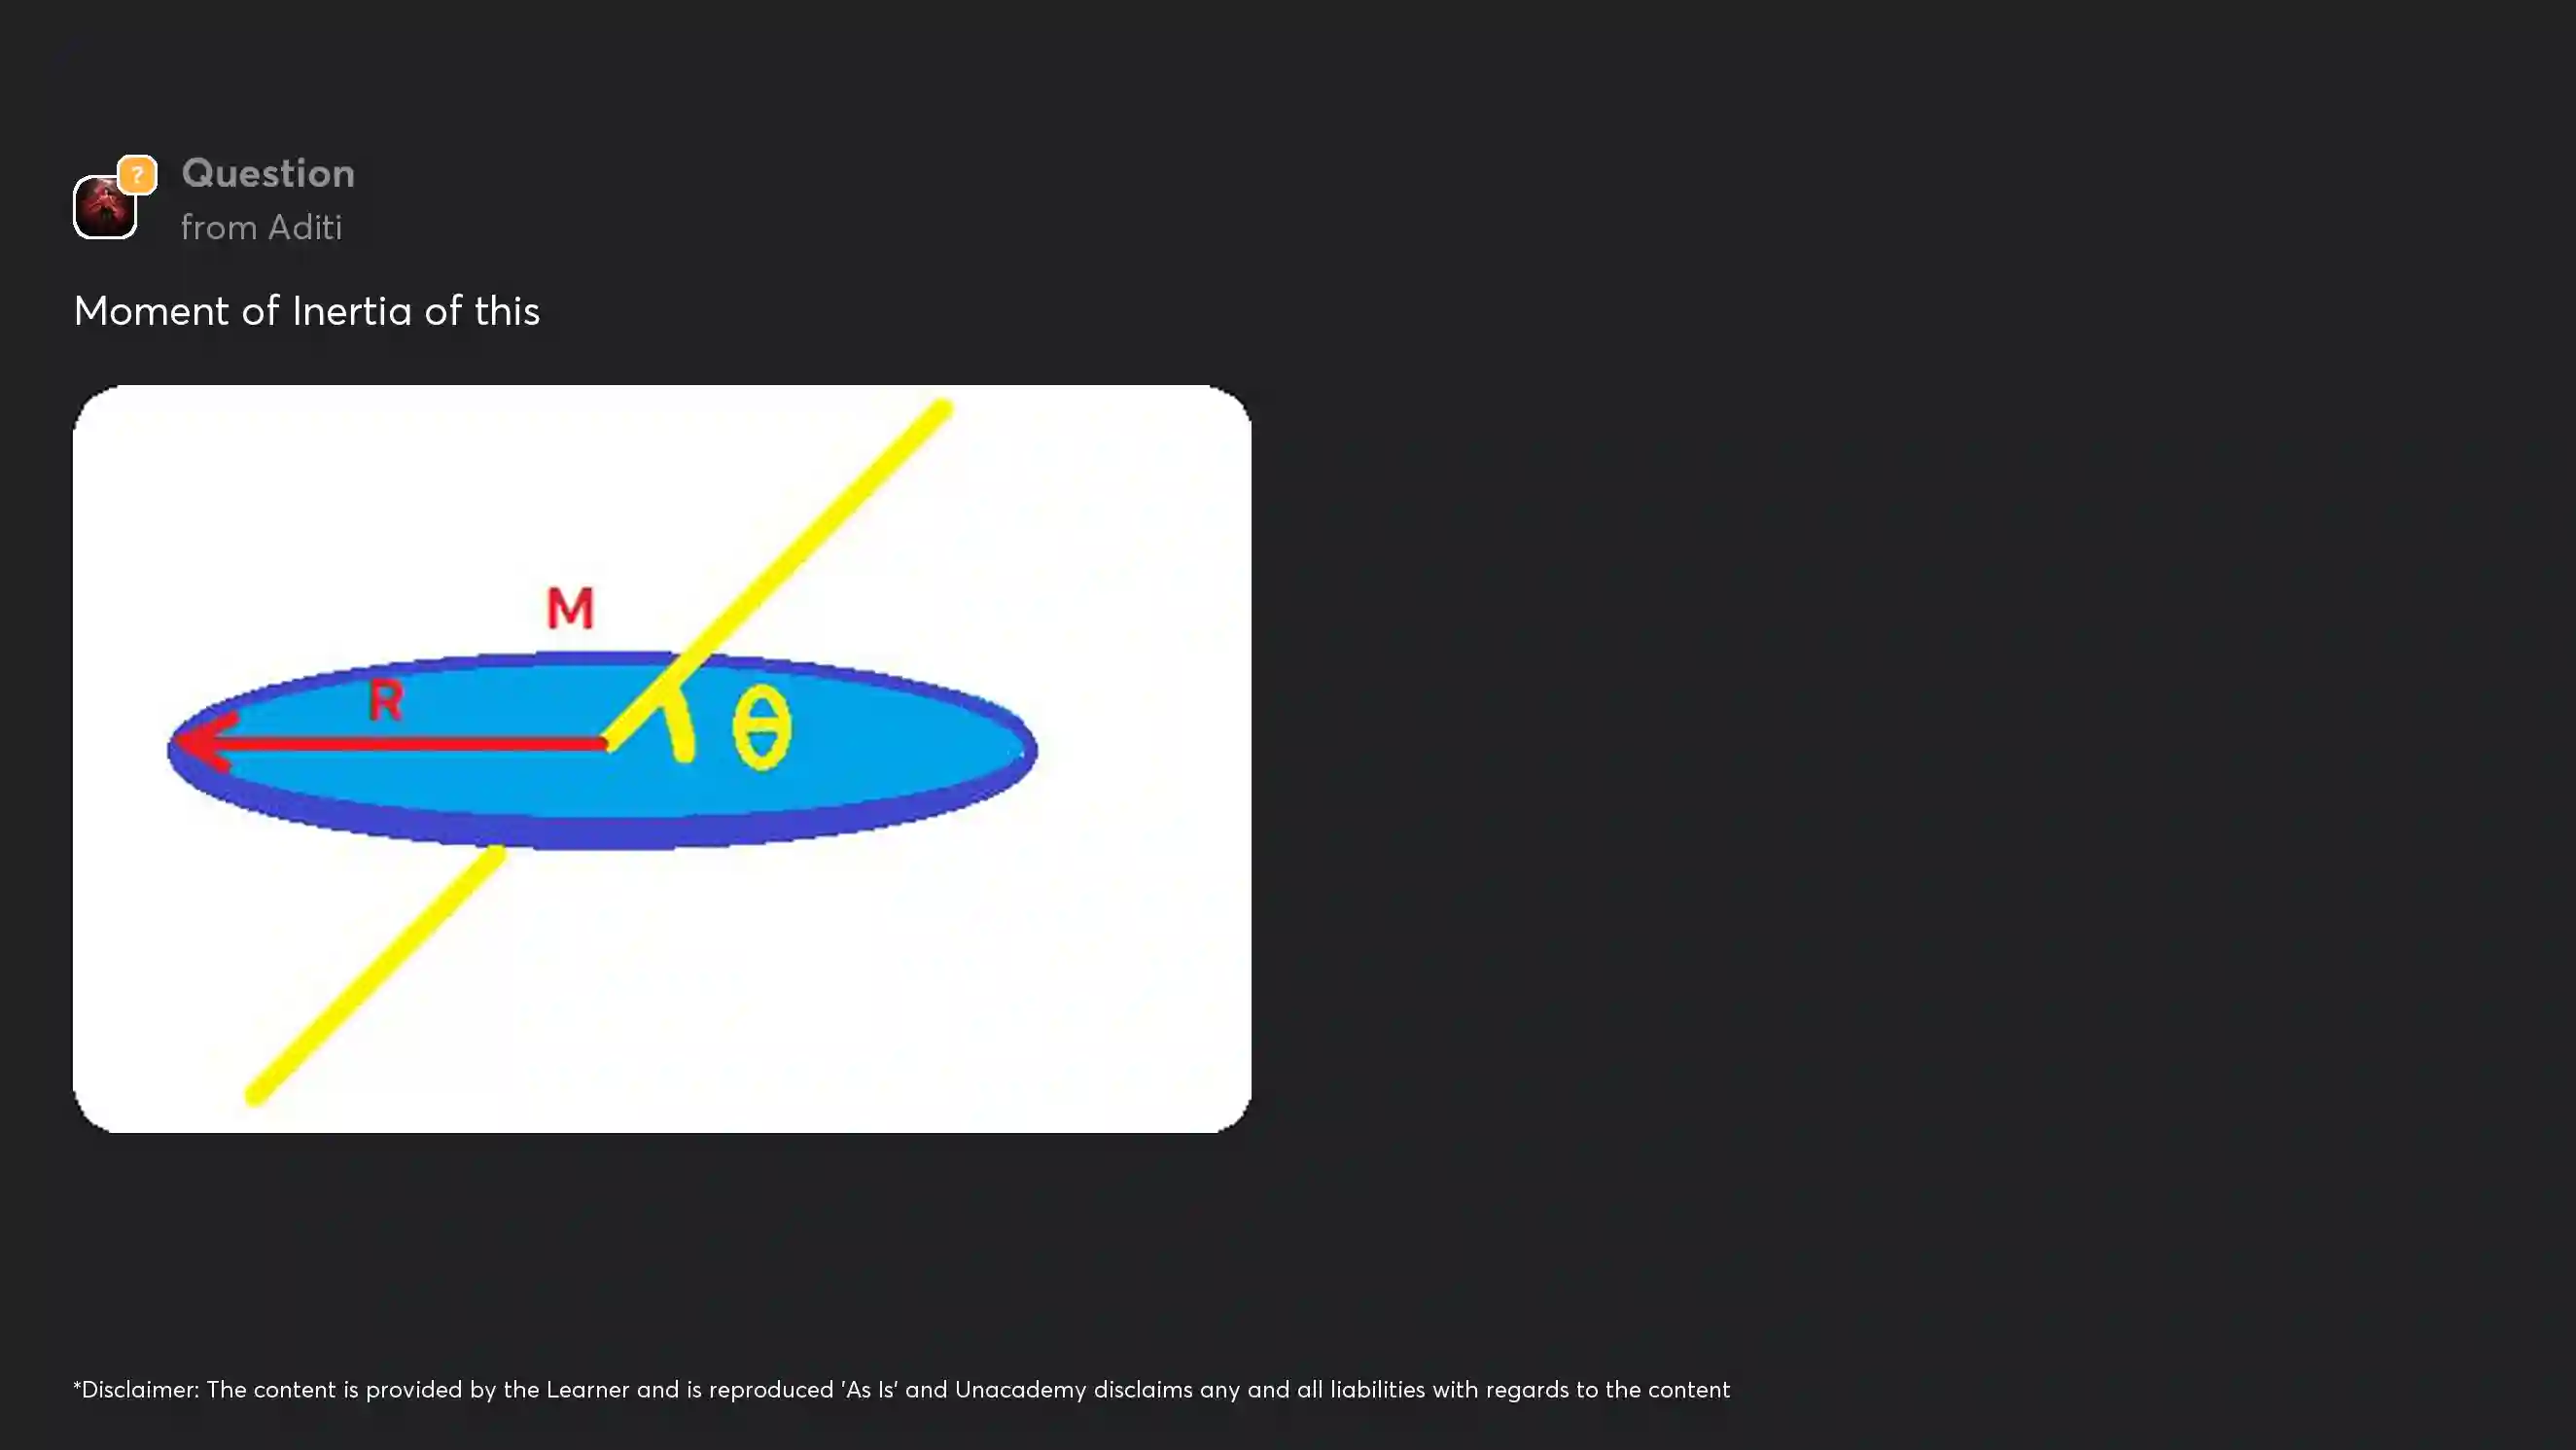 ?
Question
from Aditi
Moment of Inertia of this
M
R
θ
*Disclaimer: The content is provided by the Learner and is reproduced 'As Is' and Unacademy disclaims any and all liabilities with regards to the content